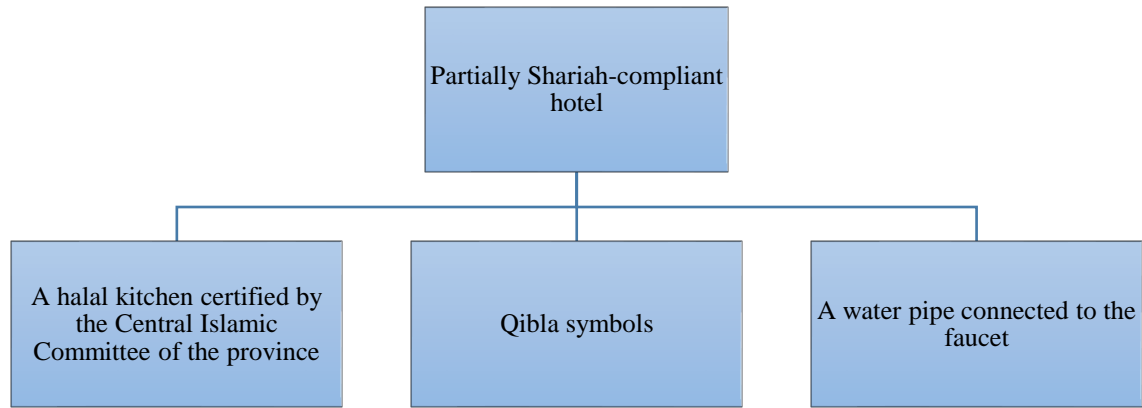 Partially Shariah-compliant
hotel
A halal kitchen certified by
the Central Islamic
Committee of the province
Qibla symbols
A water pipe connected to the
faucet